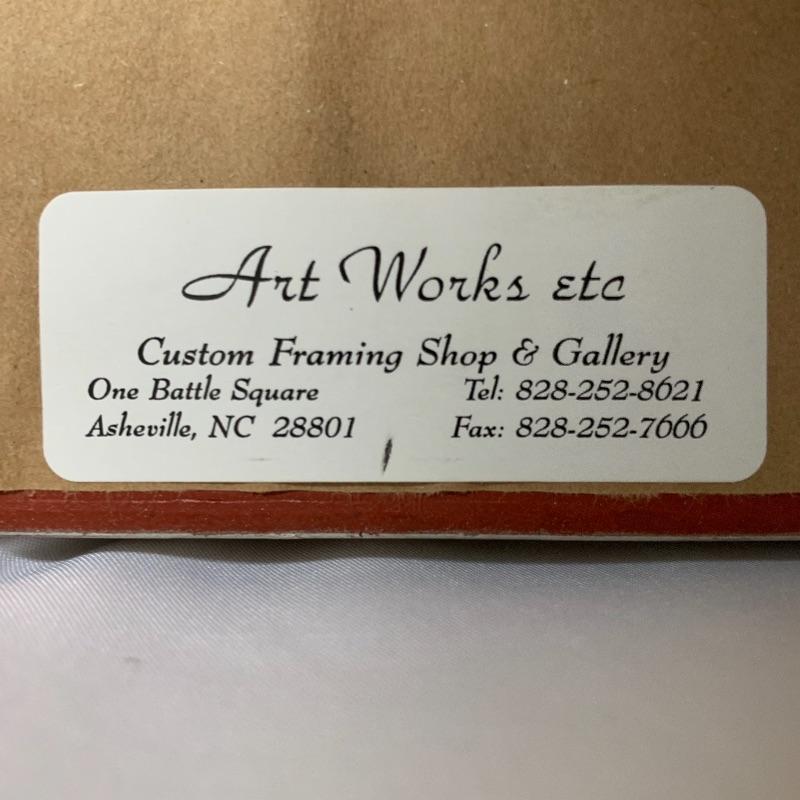 Art Works etc
Custom Framing Shop & Gallery
One Battle Square Tel: 828-252-8621
Asheville, NC 28801 Fax: 828-252-7666